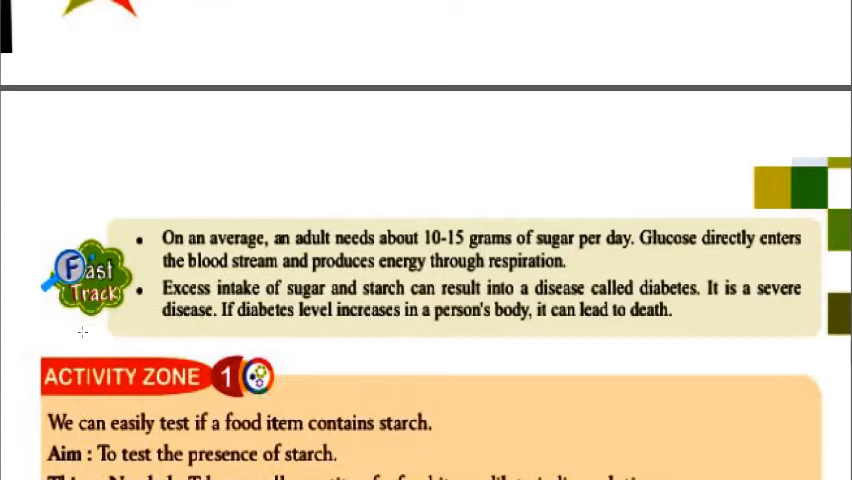 Fast
Track
• On an average, an adult needs about 10-15 grams of sugar per day. Glucose directly enters
the blood stream and produces energy through respiration.
• Excess intake of sugar and starch can result into a disease called diabetes. It is a severe
disease. If diabetes level increases in a person's body, it can lead to death.
ACTIVITY ZONE 1
We can easily test if a food item contains starch.
Aim : To test the presence of starch.